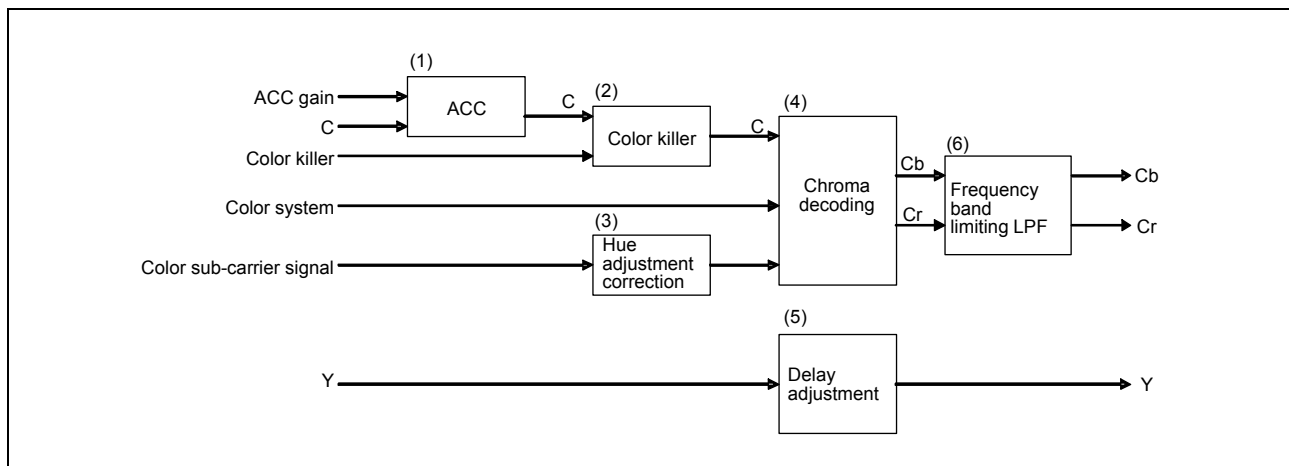 (1)
ACC gain
ACC
C
C
(2)
Color killer
Color killer
C
(4)
Color system
Chroma
decoding
Cb
Cr
(6)
Frequency
band
limiting LPF
Cb
Cr
(3)
Color sub-carrier signal
Hue
adjustment
correction
(5)
Y
Delay
adjustment
Y